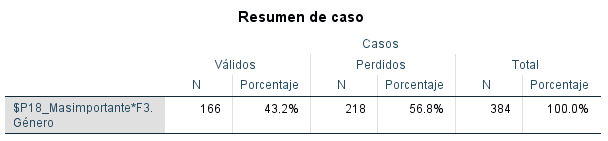 Resumen de caso
Casos
Válidos Perdidos Total
N Porcentaje N Porcentaje N Porcentaje
$P18_Masimportante*F3.
Género
166 43.2% 218 56.8% 384 100.0%